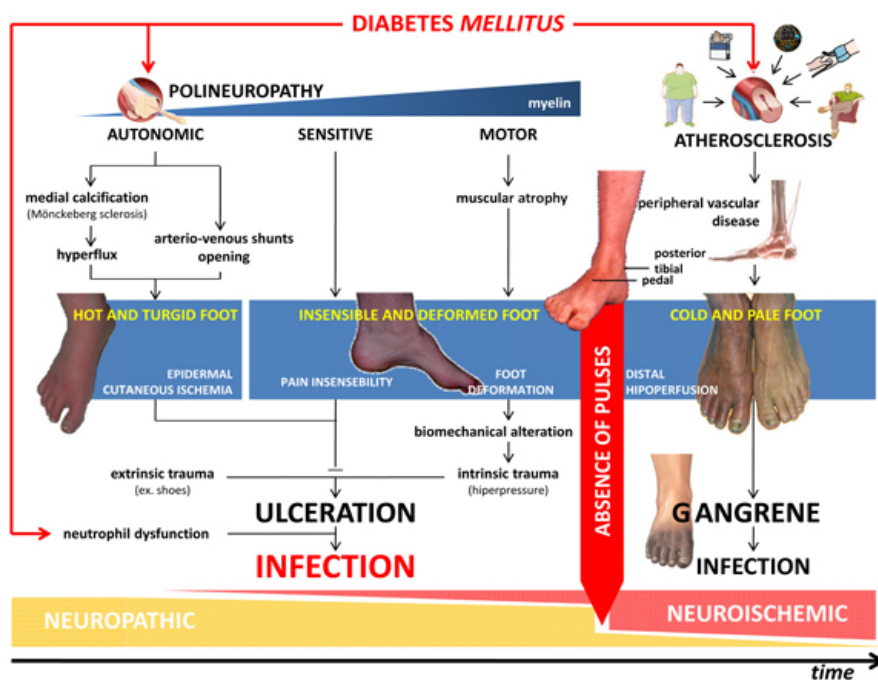 DIABETES MELLITUS
POLINEUROPATHY
myelin
AUTONOMIC
SENSITIVE
MOTOR
ATHEROSCLEROSIS
medial calcification
(Mönckeberg sclerosis)
hyperflux
arterio-venous shunts
opening
muscular atrophy
peripheral vascular
disease
posterior
tibial
pedal
HOT AND TURGID FOOT
INSENSIBLE AND DEFORMED FOOT
COLD AND PALE FOOT
EPIDERMAL
CUTANEOUS ISCHEMIA
PAIN INSENSEBILITY
FOOT
DEFORMATION
DISTAL
HIPOPERFUSION
ABSENCE OF PULSES
biomechanical alteration
extrinsic trauma
(ex. shoes)
intrinsic trauma
(hiperpressure)
ULCERATION
GANGRENE
neutrophil dysfunction
INFECTION
INFECTION
NEUROPATHIC
NEUROISCHEMIC
time